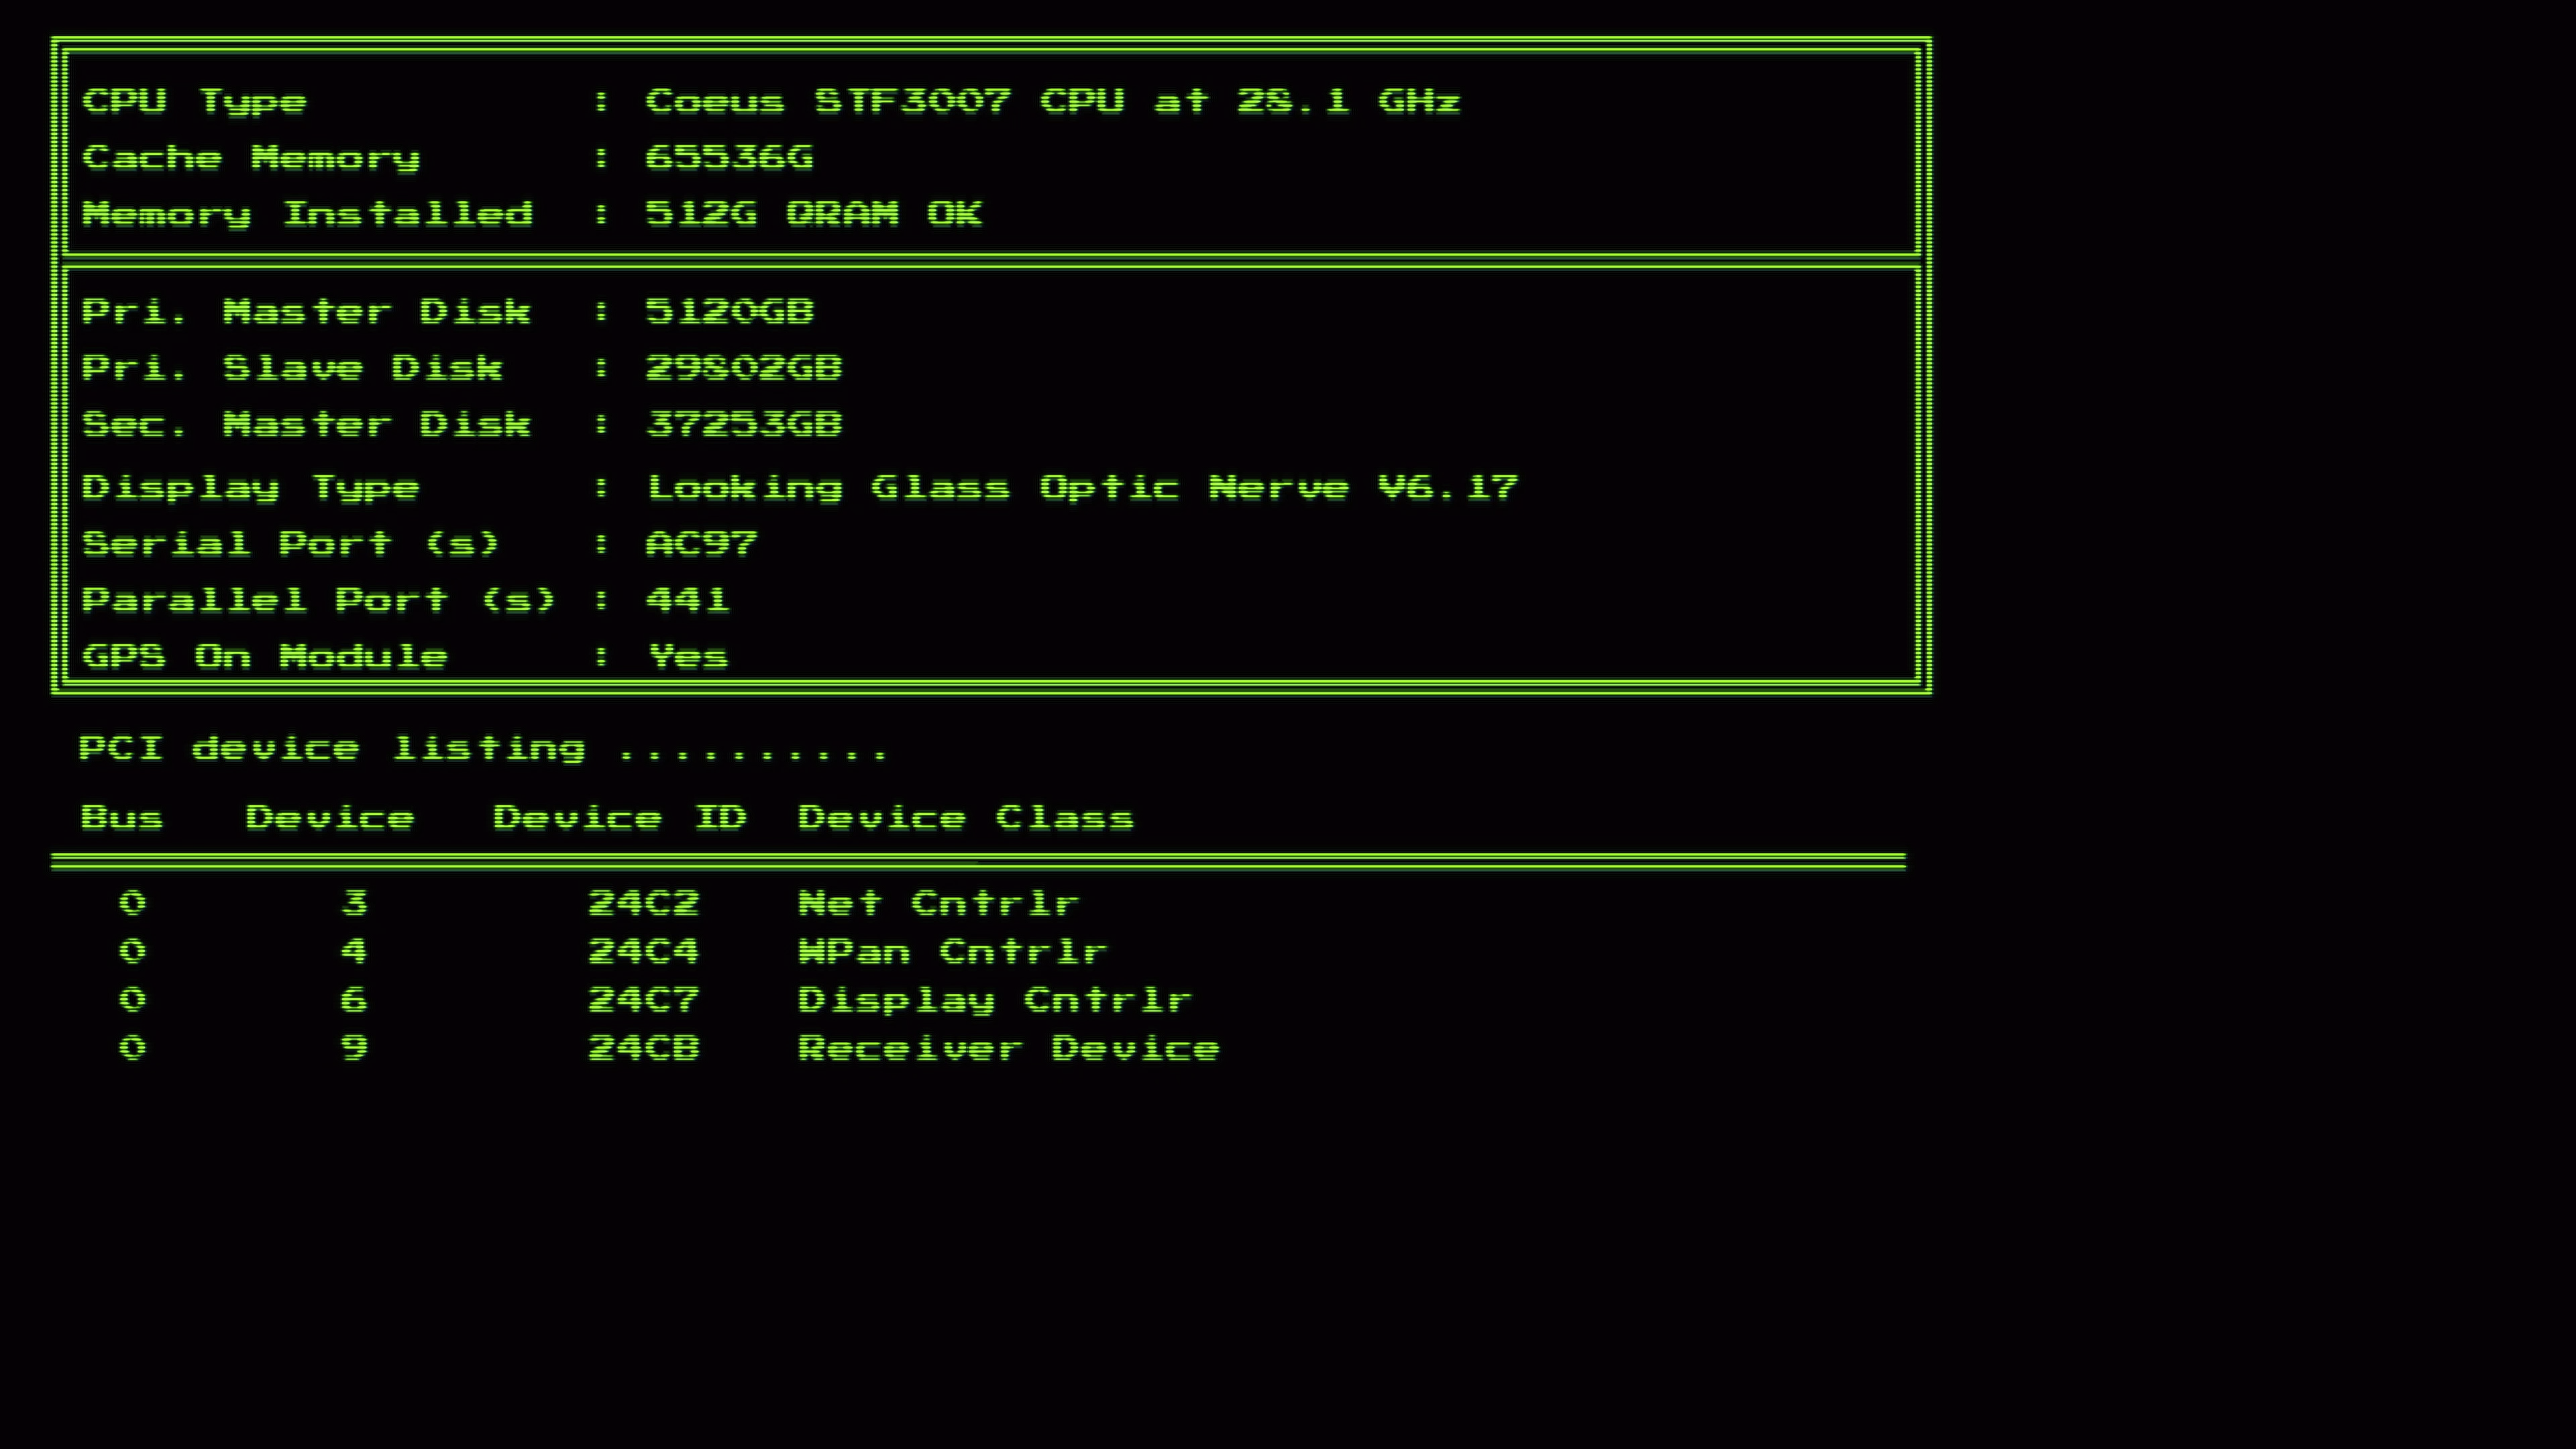 CPU Type : Coeus STF3007 CPU at 28.1 GHz
Cache Memory : 65536G
Memory Installed : 512G QRAM OK
Pri. Master Disk : 5120GB
Pri. Slave Disk : 29802GB
Sec. Master Disk : 37253GB
Display Type : Looking Glass Optic Nerve V6.17
Serial Port (s) : AC97
Parallel Port (s) : 441
GPS On Module : Yes
PCI device listing ..........
Bus Device Device ID Device Class
0 3 24C2 Net Cntrlr
0 4 24C4 WPan Cntrlr
0 6 24C7 Display Cntrlr
0 9 24CB Receiver Device